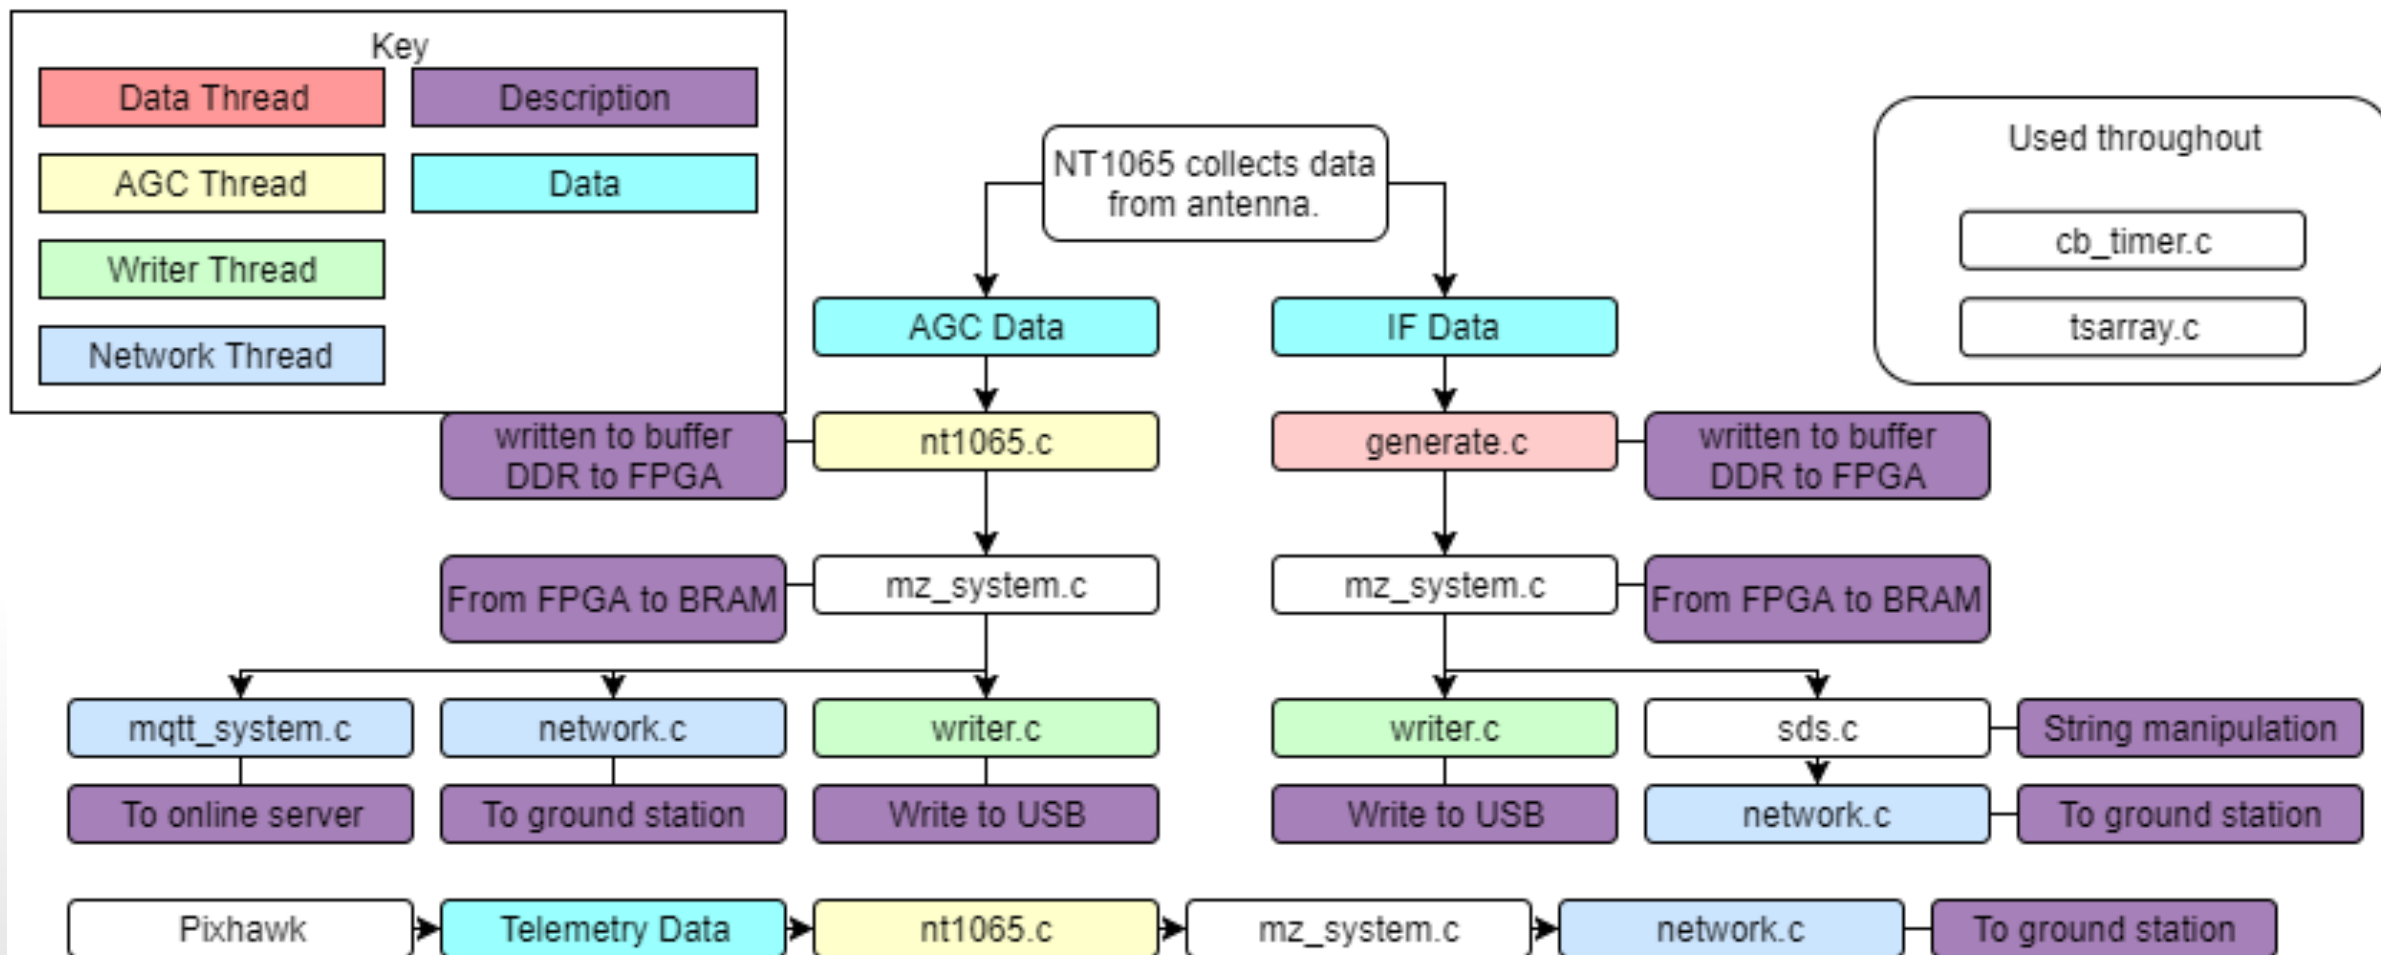 Key
Data Thread
Description
AGC Thread
Data
Writer Thread
Network Thread
NT1065 collects data
from antenna.
Used throughout
cb_timer.c
tsarray.c
AGC Data
IF Data
written to buffer
DDR to FPGA
nt1065.c
generate.c
written to buffer
DDR to FPGA
From FPGA to BRAM
mz_system.c
mz_system.c
From FPGA to BRAM
mqtt_system.c
network.c
writer.c
writer.c
sds.c
String manipulation
To online server
To ground station
Write to USB
Write to USB
network.c
To ground station
Pixhawk
Telemetry Data
nt1065.c
mz_system.c
network.c
To ground station